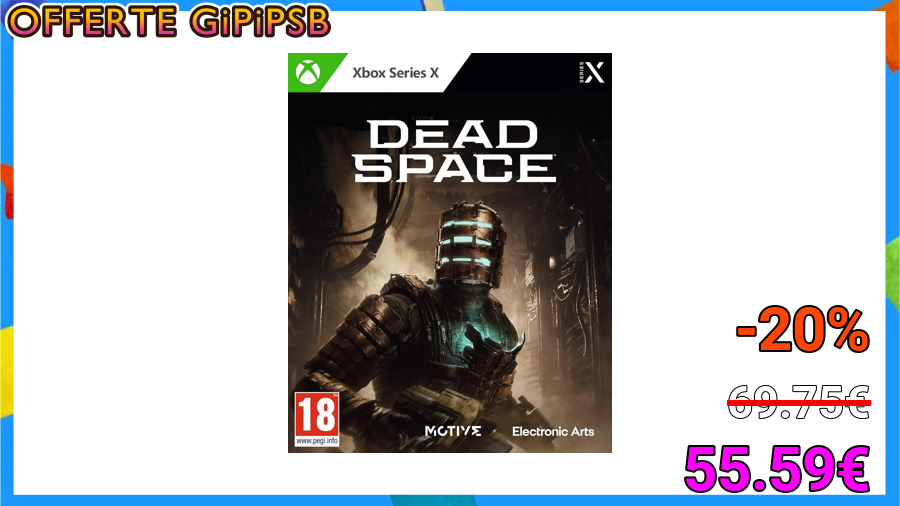 OFFERTE GiPiPSB
Xbox Series X
SERIES X
DEAD
SPACE
18
www.pegi.info
MOTIVE
Electronic Arts
-20%
69.75€
55.59€